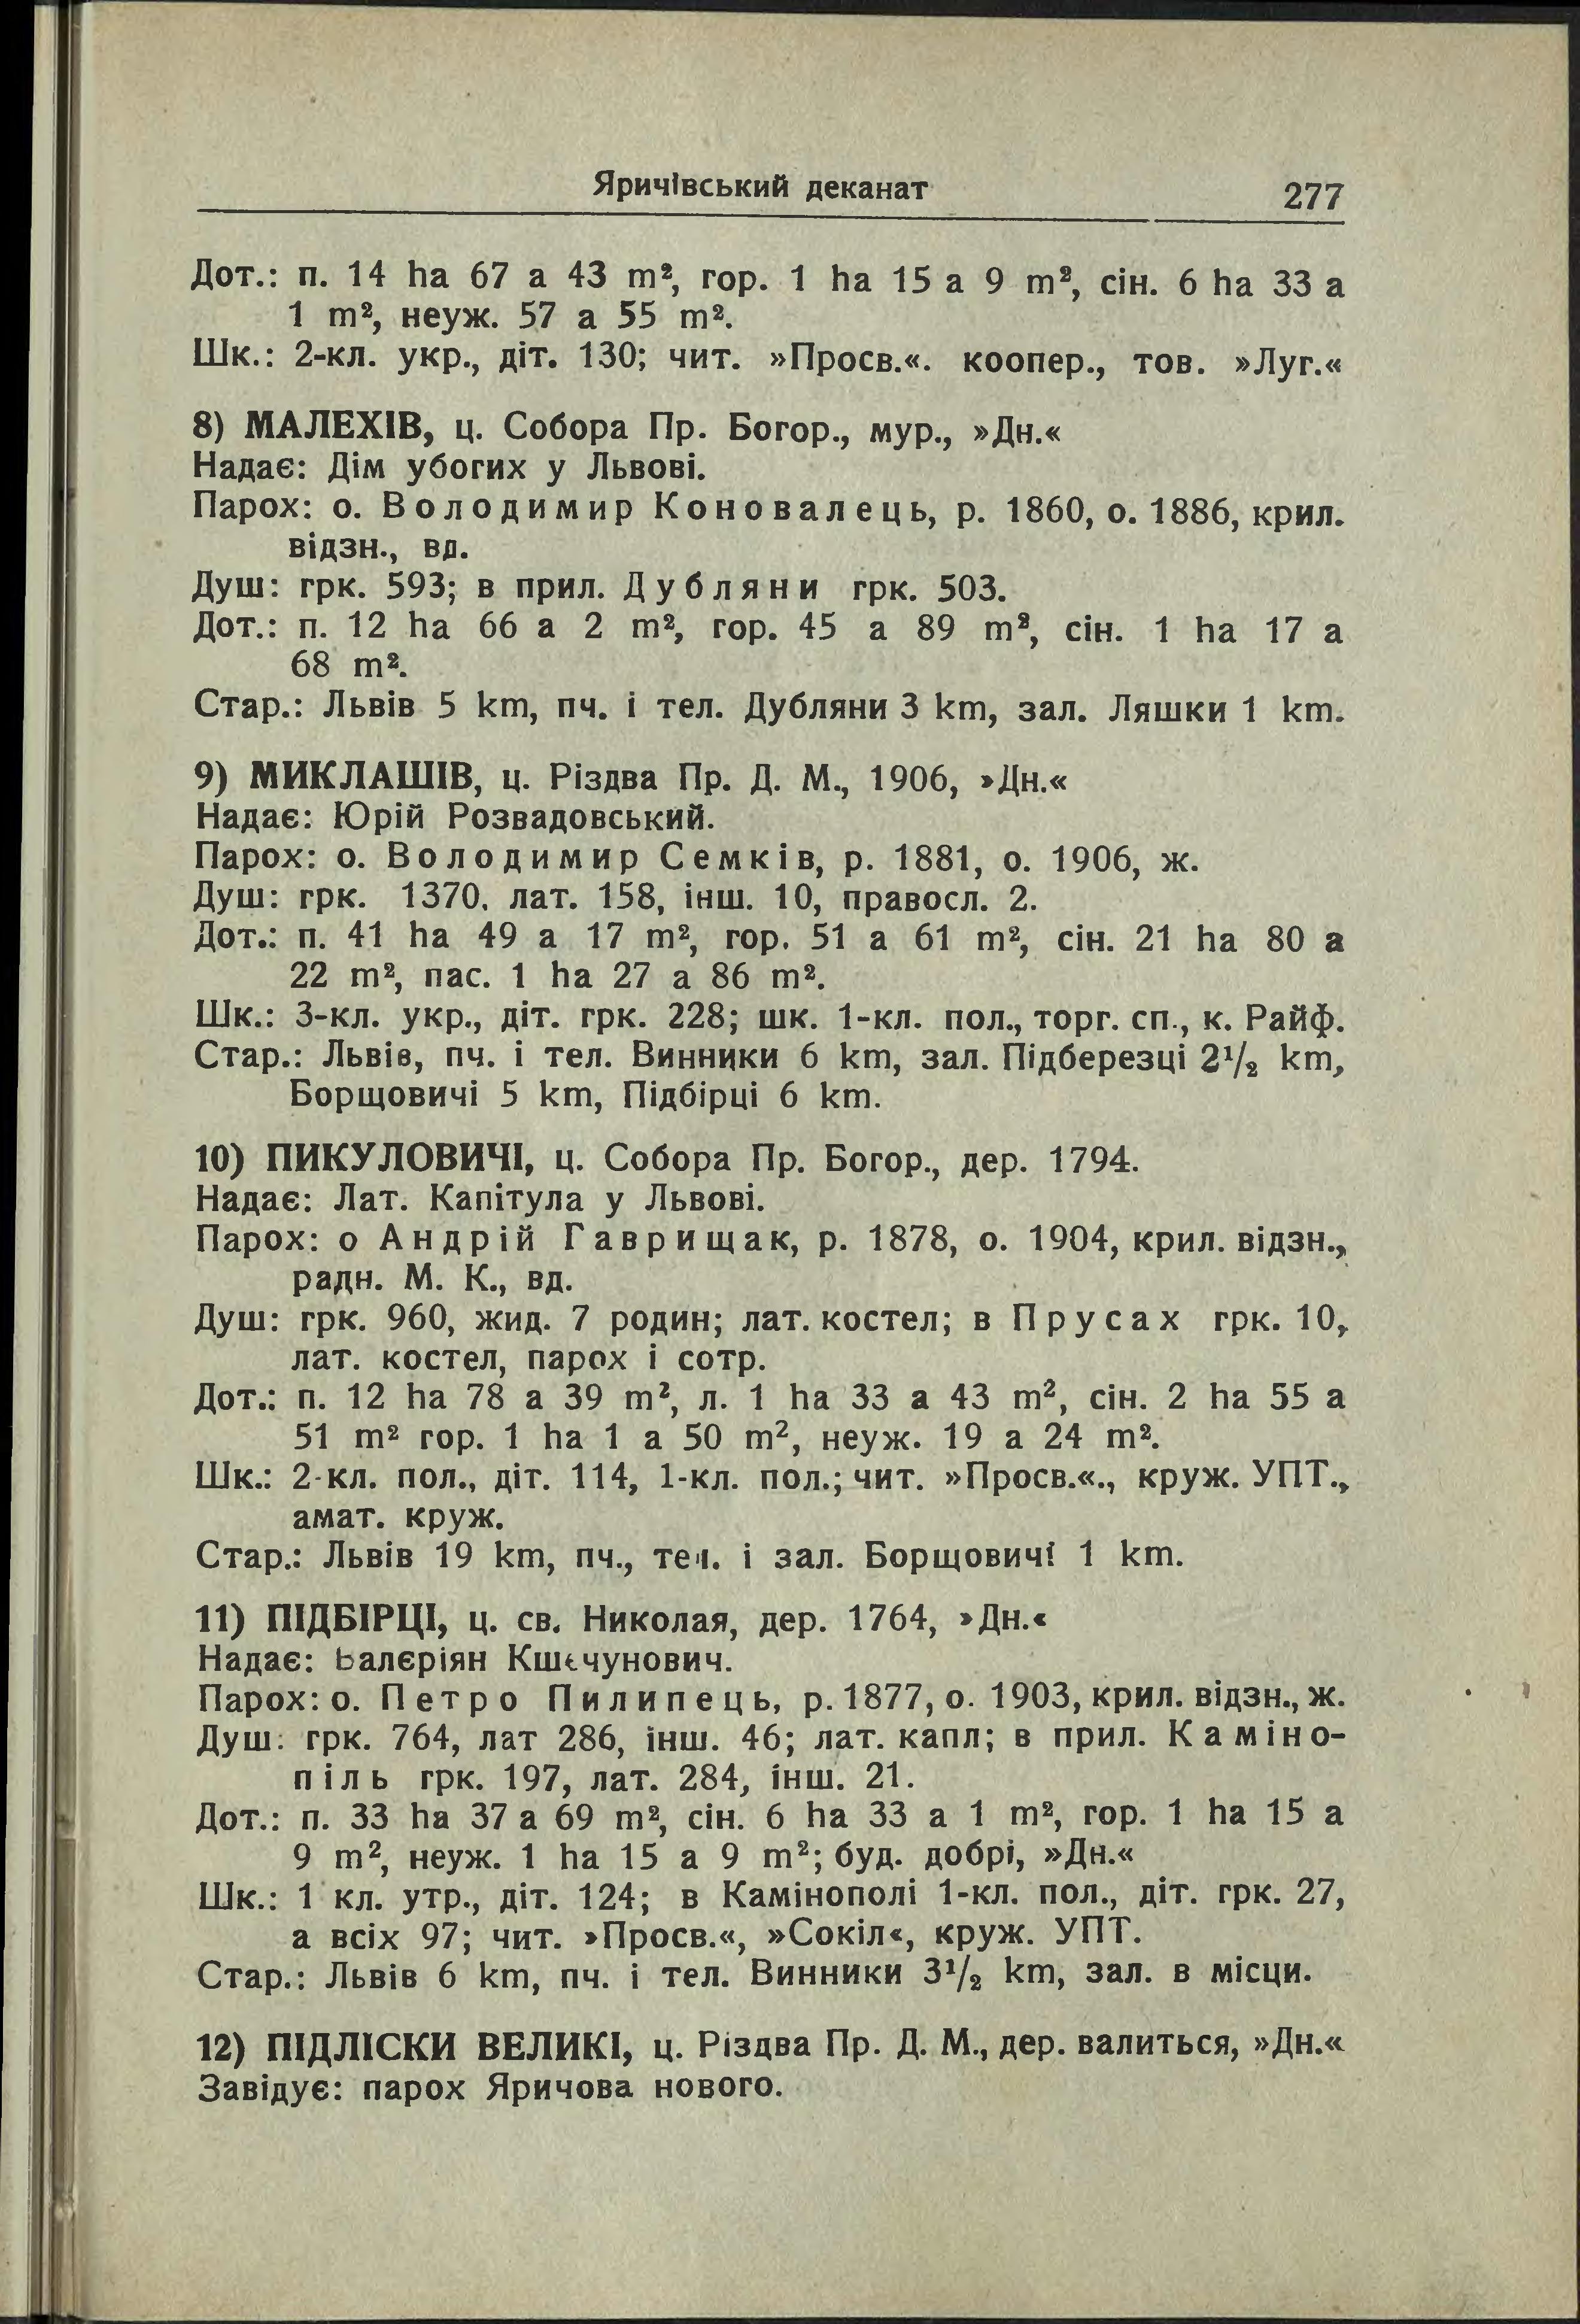 Яричівський деканат 277
Дот.: п. 14 ha 67 a 43 m², гор. 1 ha 15 a 9 m², сін. 6 ha 33 a
1 m², неуж. 57 a 55 m².
Шк.: 2-кл. укр., діт. 130; чит. »Просв.«. коопер., тов. »Луг.«
8) МАЛЕХІВ, ц. Собора Пр. Богор., мур., »Дн.«
Надає: Дім убогих у Львові.
Парох: о. Володимир Коновалець, р. 1860, о. 1886, крил.
відзн., вд.
Душ: грк. 593; в прил. Дубляни грк. 503.
Дот.: п. 12 ha 66 a 2 m², гор. 45 a 89 m², сін. 1 ha 17 a
68 m².
Стар.: Львів 5 km, пч. і тел. Дубляни 3 km, зал. Ляшки 1 km.
9) МИКЛАШІВ, ц. Різдва Пр. Д. М., 1906, »Дн.«
Надає: Юрій Розвадовський.
Парох: о. Володимир Семків, р. 1881, о. 1906, ж.
Душ: грк. 1370, лат. 158, інш. 10, правосл. 2.
Дот.: п. 41 ha 49 a 17 m², гор. 51 a 61 m², сін. 21 ha 80 a
22 m², пас. 1 ha 27 a 86 m².
Шк.: 3-кл. укр., діт. грк. 228; шк. 1-кл. пол., торг. сп., к. Райф.
Стар.: Львів, пч. і тел. Винники 6 km, зал. Підберезці 2½ km,
Борщовичі 5 km, Підбірці 6 km.
10) ПИКУЛОВИЧІ, ц. Собора Пр. Богор., дер. 1794.
Надає: Лат. Капітула у Львові.
Парох: о Андрій Гаврищак, р. 1878, о. 1904, крил. відзн.,
радн. М. К., вд.
Душ: грк. 960, жид. 7 родин; лат. костел; в Прусах грк. 10,
лат. костел, парох і сотр.
Дот.: п. 12 ha 78 a 39 m², л. 1 ha 33 a 43 m², сін. 2 ha 55 a
51 m² гор. 1 ha 1 a 50 m², неуж. 19 a 24 m².
Шк.: 2-кл. пол., діт. 114, 1-кл. пол.; чит. »Просв.«., круж. УПТ.,
амат. круж.
Стар.: Львів 19 km, пч., тел. і зал. Борщовичі 1 km.
11) ПІДБІРЦІ, ц. св. Николая, дер. 1764, »Дн.«
Надає: Валєріян Кшечунович.
Парох: о. Петро Пилипець, р. 1877, о. 1903, крил. відзн., ж.
Душ: грк. 764, лат 286, інш. 46; лат. капл; в прил. Каміно-
піль грк. 197, лат. 284, інш. 21.
Дот.: п. 33 ha 37 a 69 m², сін. 6 ha 33 a 1 m², гор. 1 ha 15 a
9 m², неуж. 1 ha 15 a 9 m²; буд. добрі, »Дн.«
Шк.: 1 кл. утр., діт. 124; в Камінополі 1-кл. пол., діт. грк. 27,
а всіх 97; чит. »Просв.«, »Сокіл«, круж. УПТ.
Стар.: Львів 6 km, пч. і тел. Винники 3½ km, зал. в місци.
12) ПІДЛІСКИ ВЕЛИКІ, ц. Різдва Пр. Д. М., дер. валиться, »Дн.«
Завідує: парох Яричова нового.